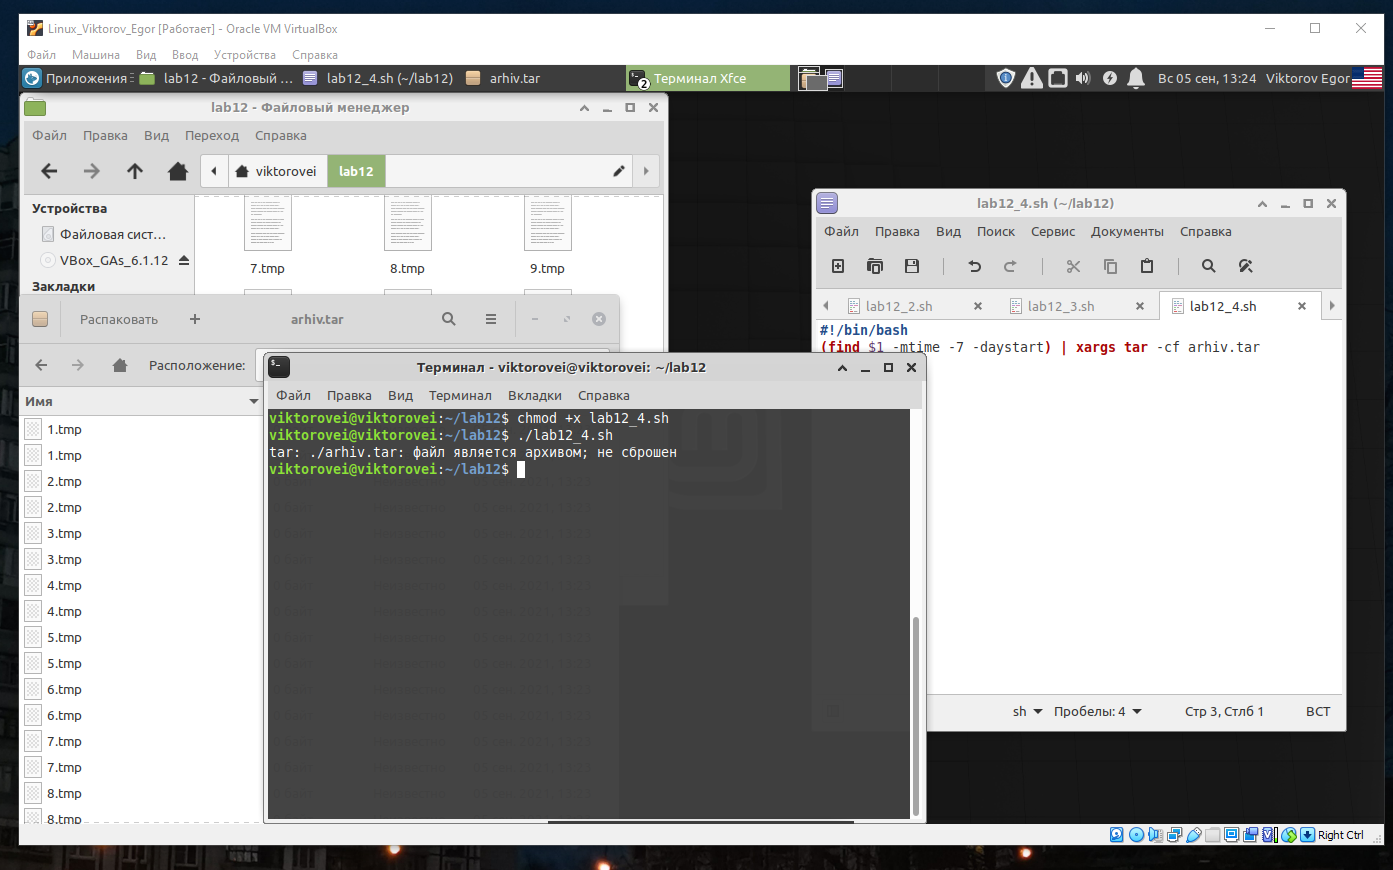 Linux_Viktorov_Egor [Работает] - Oracle VM VirtualBox
Файл Машина Вид Ввод Устройства Справка
Приложения lab12 - Файловый ... lab12_4.sh (~/lab12) arhiv.tar Терминал Xfce 2 Вс 05 сен, 13:24 Viktorov Egor
lab12 - Файловый менеджер
Файл Правка Вид Переход Справка
viktorovei lab12
Устройства
Файловая сист...
VBox_GAs_6.1.12
Закладки
7.tmp 8.tmp 9.tmp
Распаковать + arhiv.tar
Расположение:
Имя
1.tmp
1.tmp
2.tmp
2.tmp
3.tmp
3.tmp
4.tmp
4.tmp
5.tmp
5.tmp
6.tmp
6.tmp
7.tmp
7.tmp
8.tmp
8.tmp
lab12_4.sh (~/lab12)
Файл Правка Вид Поиск Сервис Документы Справка
lab12_2.sh lab12_3.sh lab12_4.sh
#!/bin/bash
(find $1 -mtime -7 -daystart) | xargs tar -cf arhiv.tar
sh Пробелы: 4 Стр 3, Стлб 1 ВСТ
Терминал - viktorovei@viktorovei: ~/lab12
Файл Правка Вид Терминал Вкладки Справка
viktorovei@viktorovei:~/lab12$ chmod +x lab12_4.sh
viktorovei@viktorovei:~/lab12$ ./lab12_4.sh
tar: ./arhiv.tar: файл является архивом; не сброшен
viktorovei@viktorovei:~/lab12$
Right Ctrl